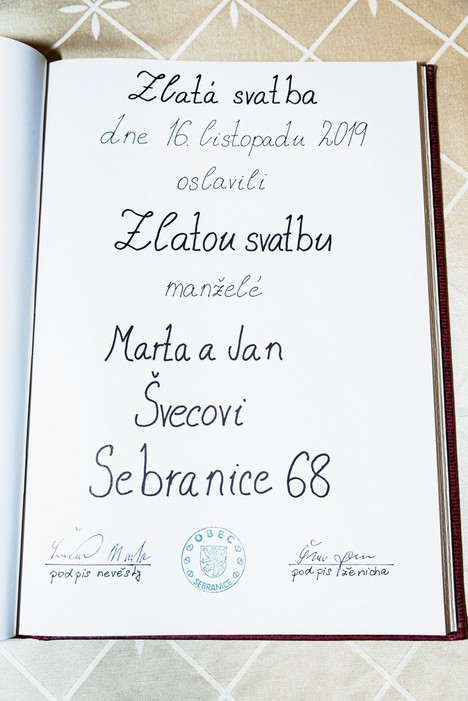 Zlatá svatba
dne 16. listopadu 2019
oslavili
Zlatou svatbu
manželé
Marta a Jan
Švecovi
Sebranice 68
OBEC
SEBRANICE
podpis nevěsty
podpis ženicha